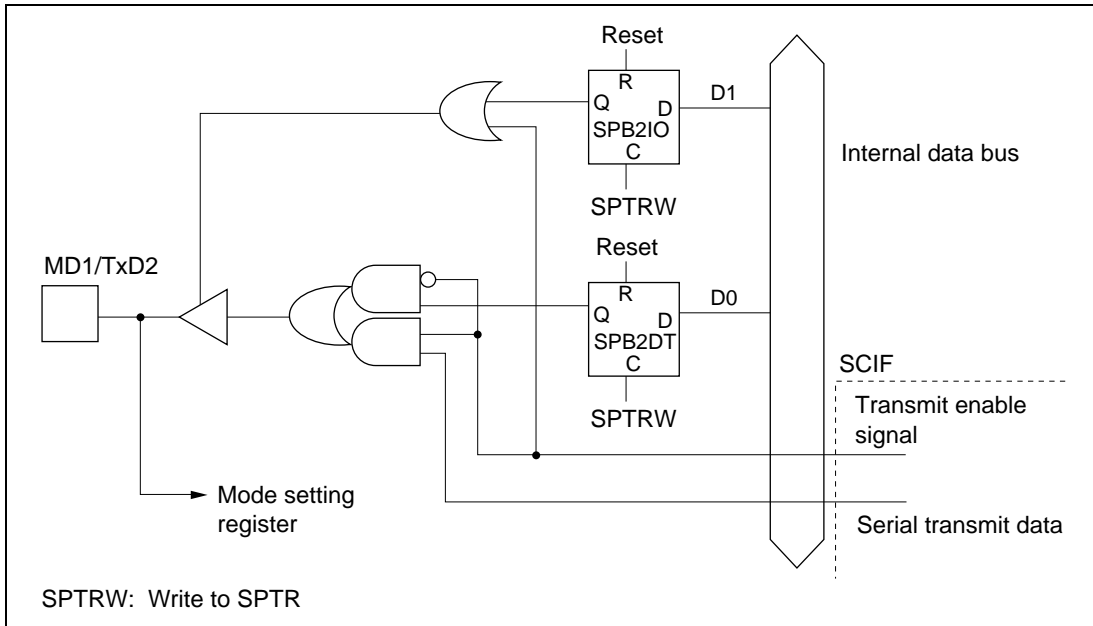 Reset
R
Q
D
D1
SPB2IO
C
Internal data bus
SPTRW
Reset
MD1/TxD2
R
D0
Q
D
SPB2DT
C
SCIF
SPTRW
Transmit enable
signal
Mode setting
register
Serial transmit data
SPTRW: Write to SPTR